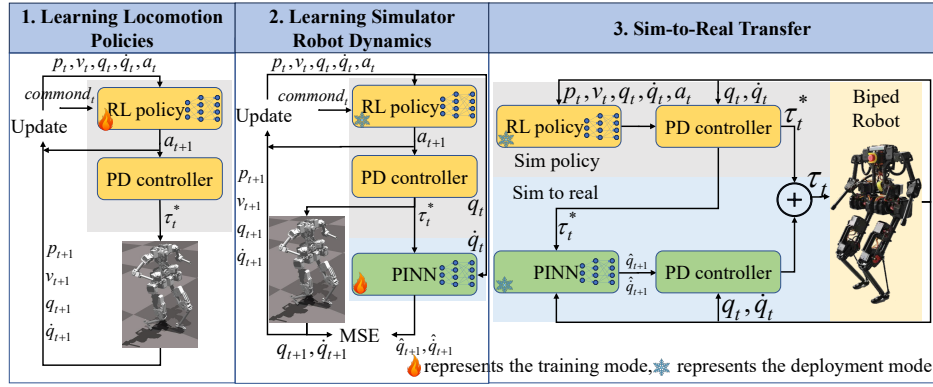 1. Learning Locomotion
Policies
p_t, v_t, q_t, q̇_t, a_t
commond_t
RL policy
Update
a_{t+1}
PD controller
τ_t^*
p_{t+1}
v_{t+1}
q_{t+1}
q̇_{t+1}
2. Learning Simulator
Robot Dynamics
p_t, v_t, q_t, q̇_t, a_t
commond_t
RL policy
Update
a_{t+1}
p_{t+1}
v_{t+1}
q_{t+1}
q̇_{t+1}
PD controller
q_t
τ_t^*
q̇_t
PINN
MSE
q_{t+1}, q̇_{t+1}
q̂_{t+1}, q̂̇_{t+1}
3. Sim-to-Real Transfer
p_t, v_t, q_t, q̇_t, a_t
q_t, q̇_t
τ_t^*
Biped
Robot
RL policy
PD controller
Sim policy
Sim to real
τ_t
+
τ_t^*
PINN
q̂_{t+1}
q̂̇_{t+1}
PD controller
q_t, q̇_t
represents the training mode, represents the deployment mode